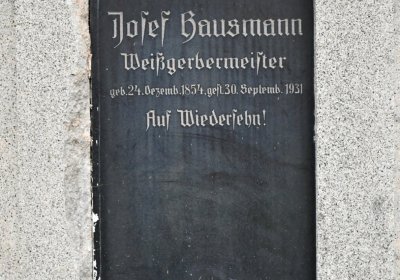 Josef Hausmann
Weißgerbermeister
geb.24.Dezemb.1854,gest.30.Septemb.1931
Auf Wiedersehn!